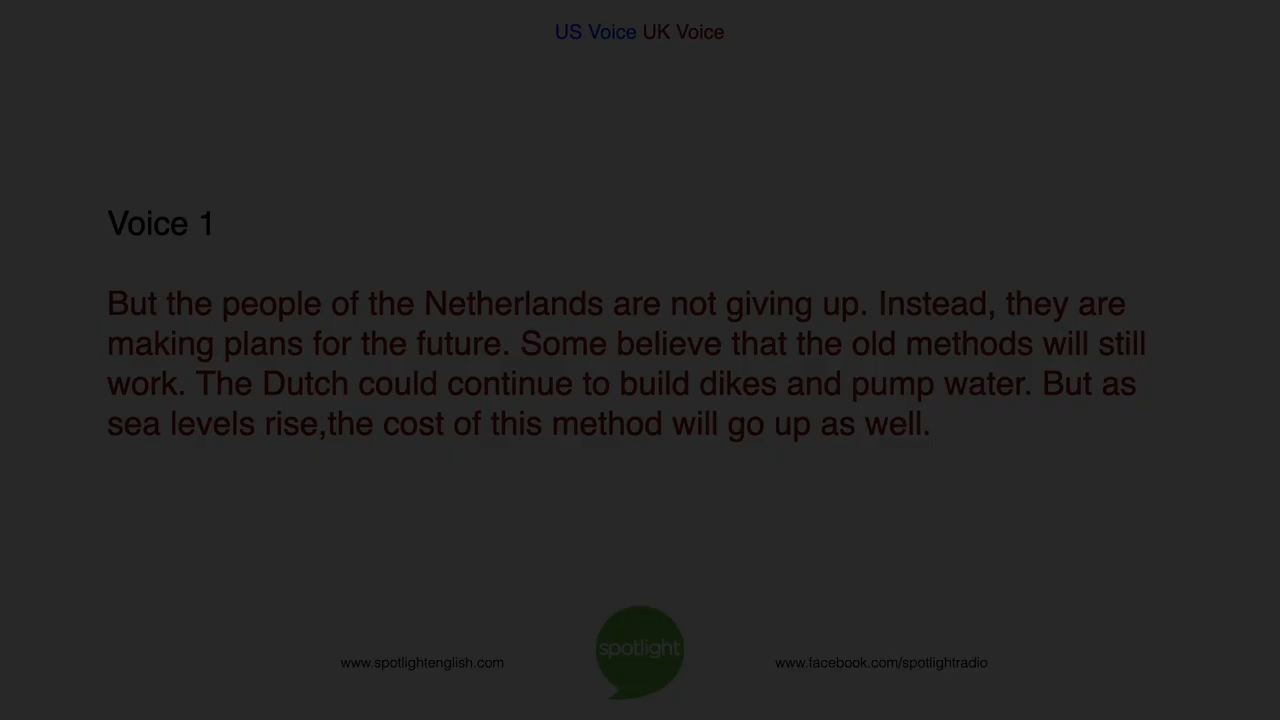 US Voice UK Voice
Voice 1
But the people of the Netherlands are not giving up. Instead, they are
making plans for the future. Some believe that the old methods will still
work. The Dutch could continue to build dikes and pump water. But as
sea levels rise,the cost of this method will go up as well.
spotlight
www.spotlightenglish.com www.facebook.com/spotlightradio